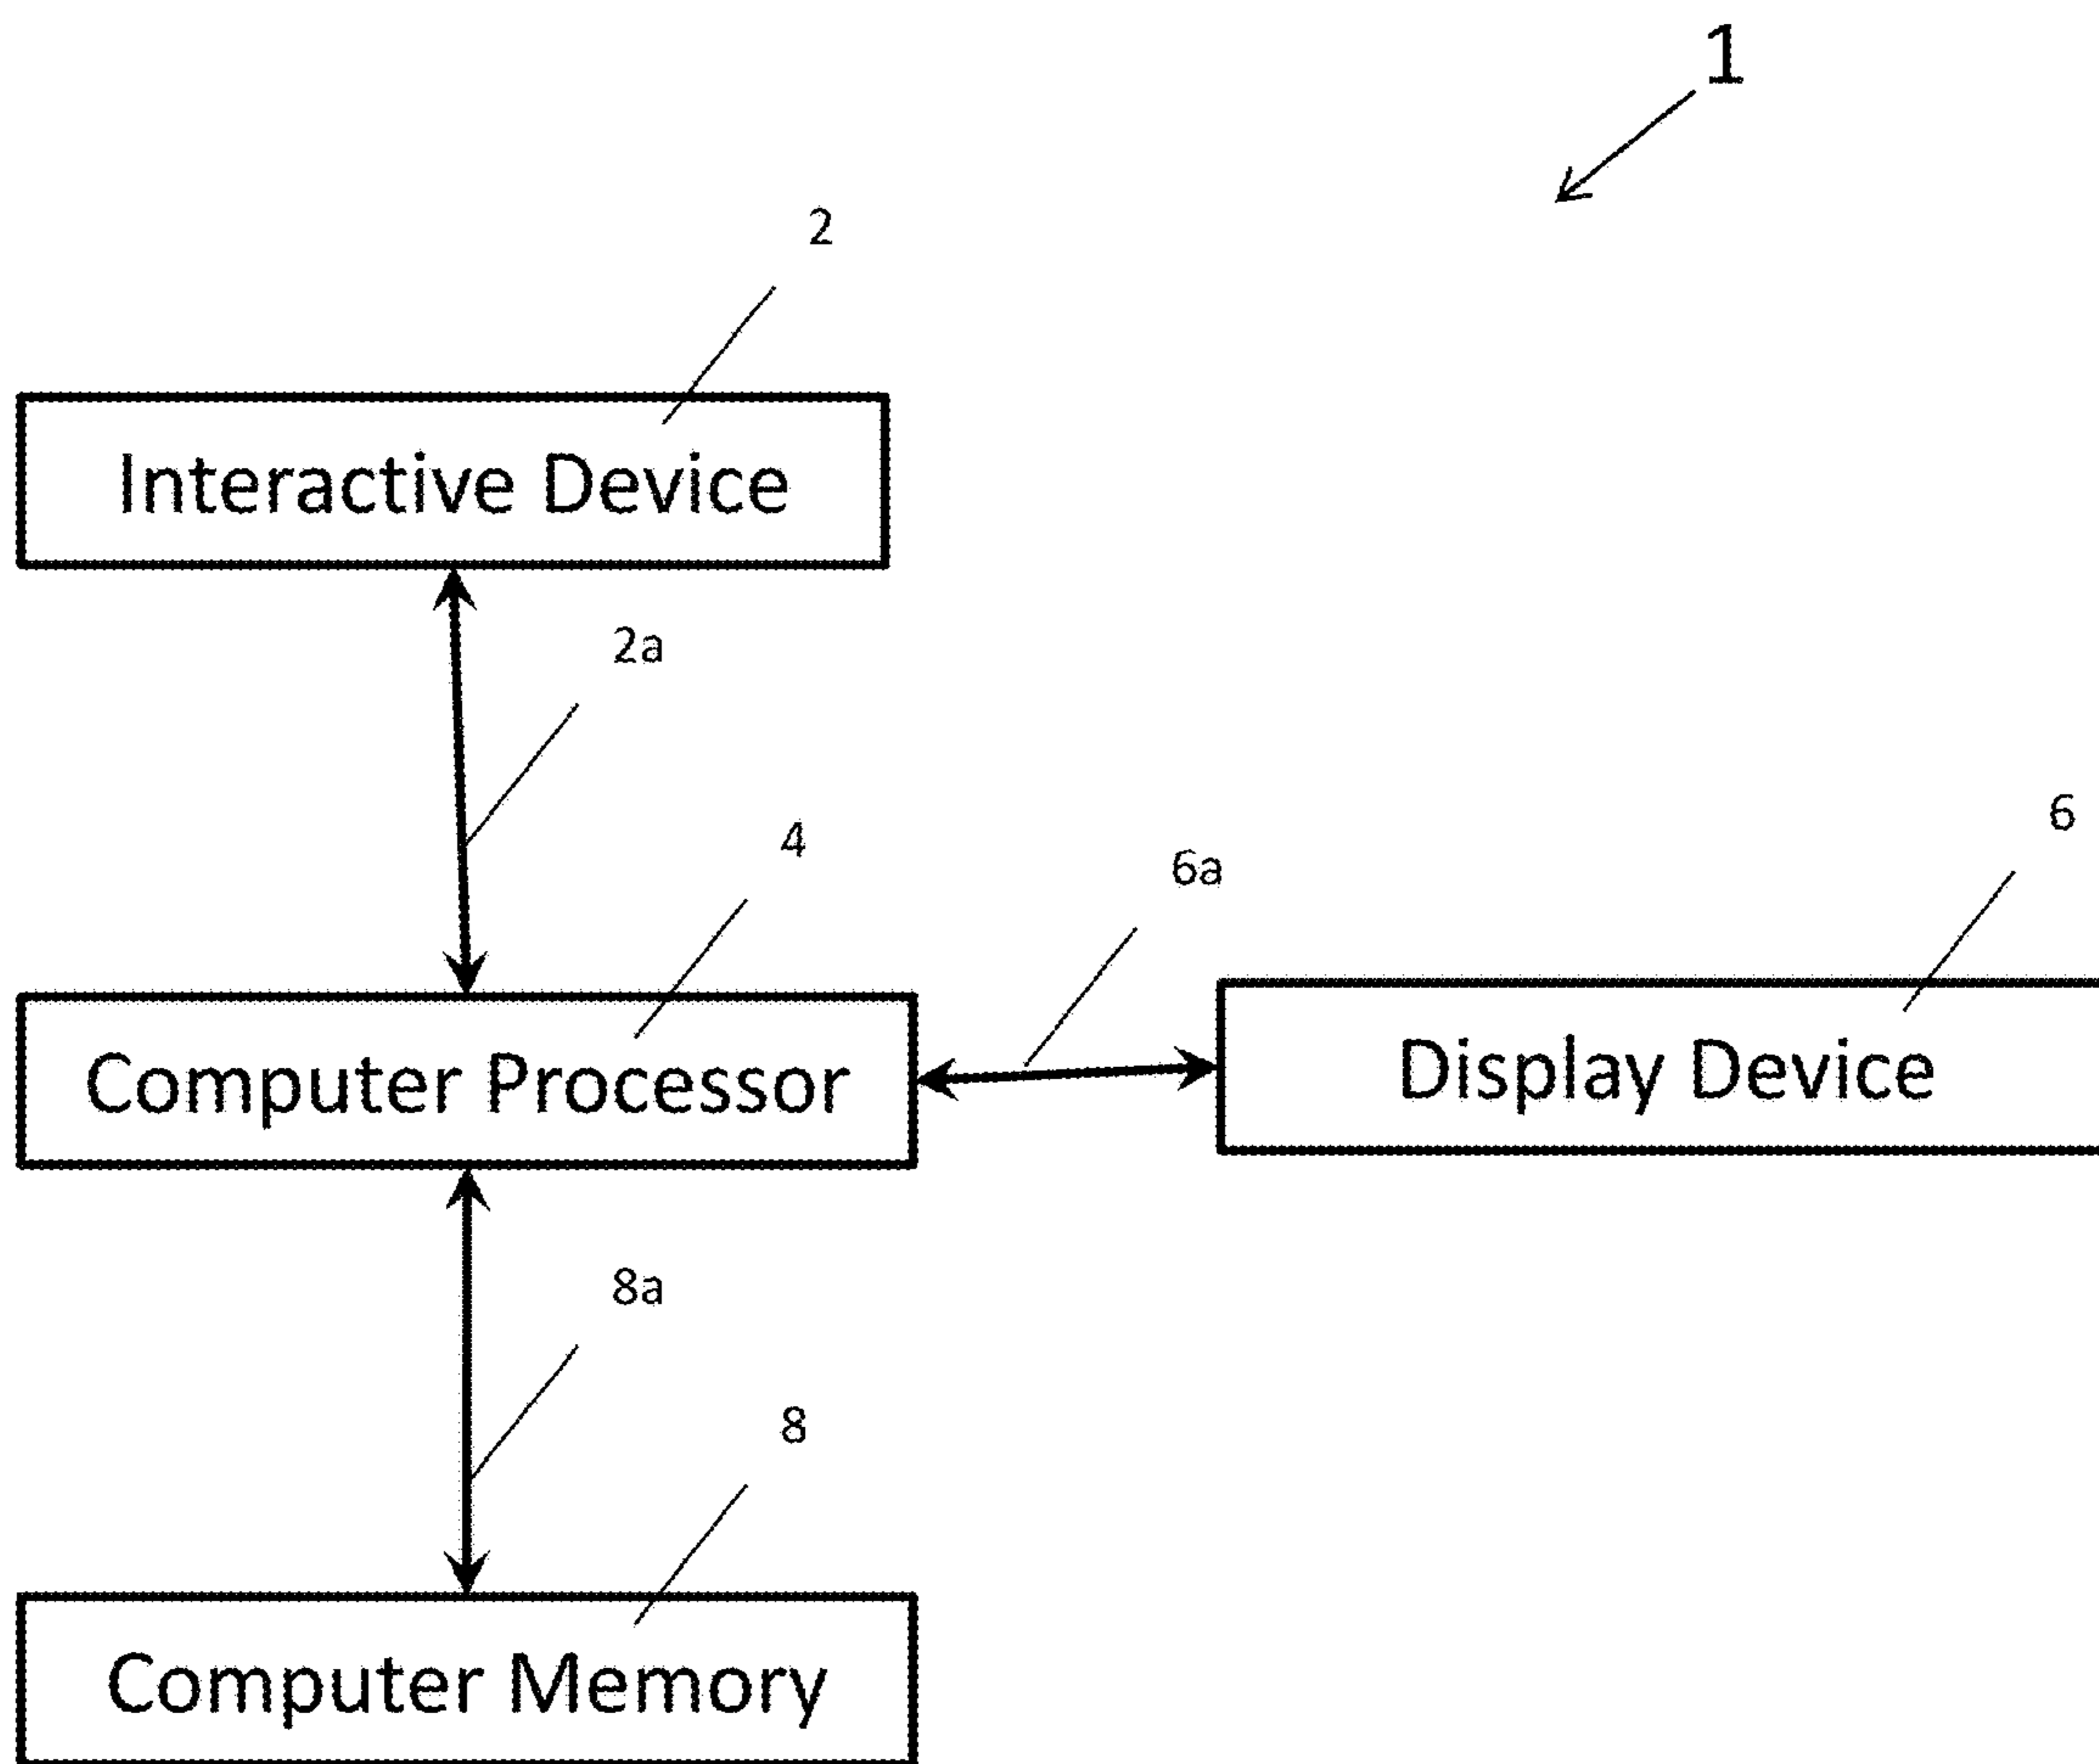 1
2
Interactive Device
2a
4
6a
6
Computer Processor
Display Device
8a
8
Computer Memory